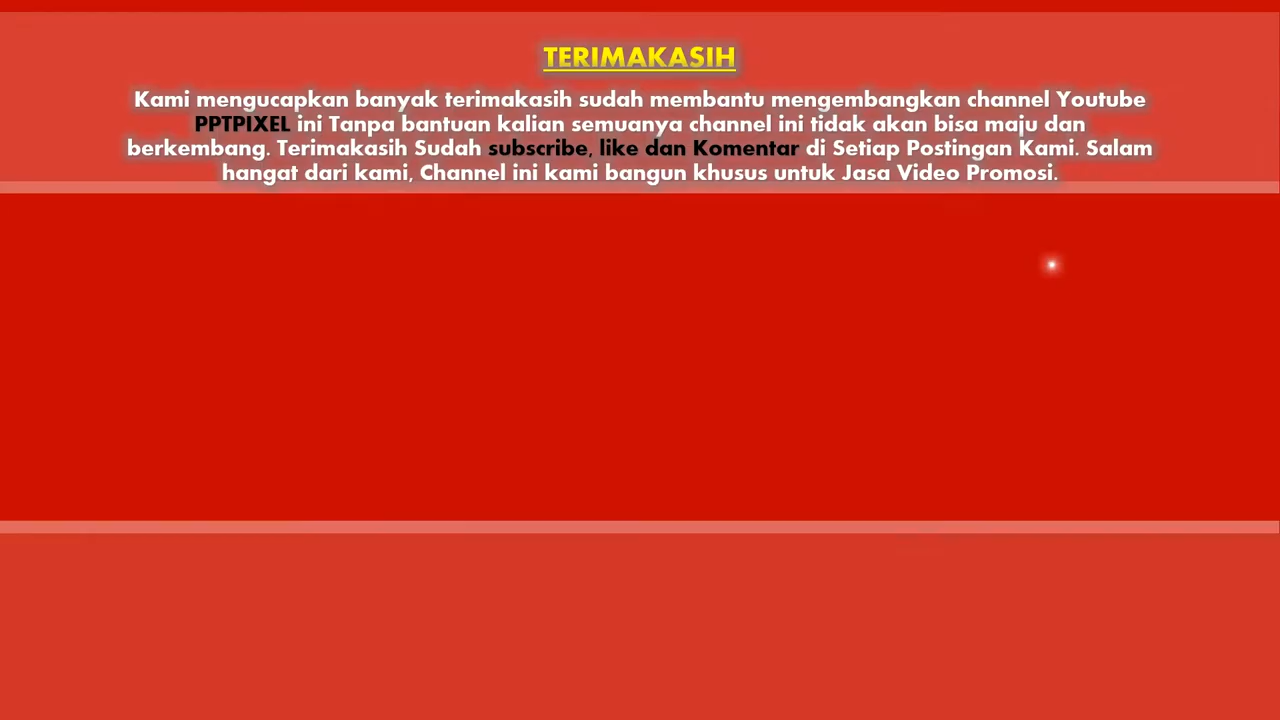 TERIMAKASIH
Kami mengucapkan banyak terimakasih sudah membantu mengembangkan channel Youtube
PPTPIXEL ini Tanpa bantuan kalian semuanya channel ini tidak akan bisa maju dan
berkembang. Terimakasih Sudah subscribe, like dan Komentar di Setiap Postingan Kami. Salam
hangat dari kami, Channel ini kami bangun khusus untuk Jasa Video Promosi.